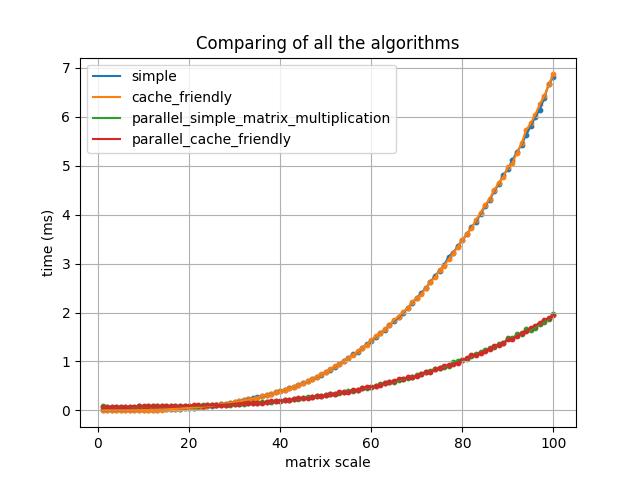 Comparing of all the algorithms
simple
cache_friendly
parallel_simple_matrix_multiplication
parallel_cache_friendly
7
6
5
4
3
2
1
0
time (ms)
0 20 40 60 80 100
matrix scale